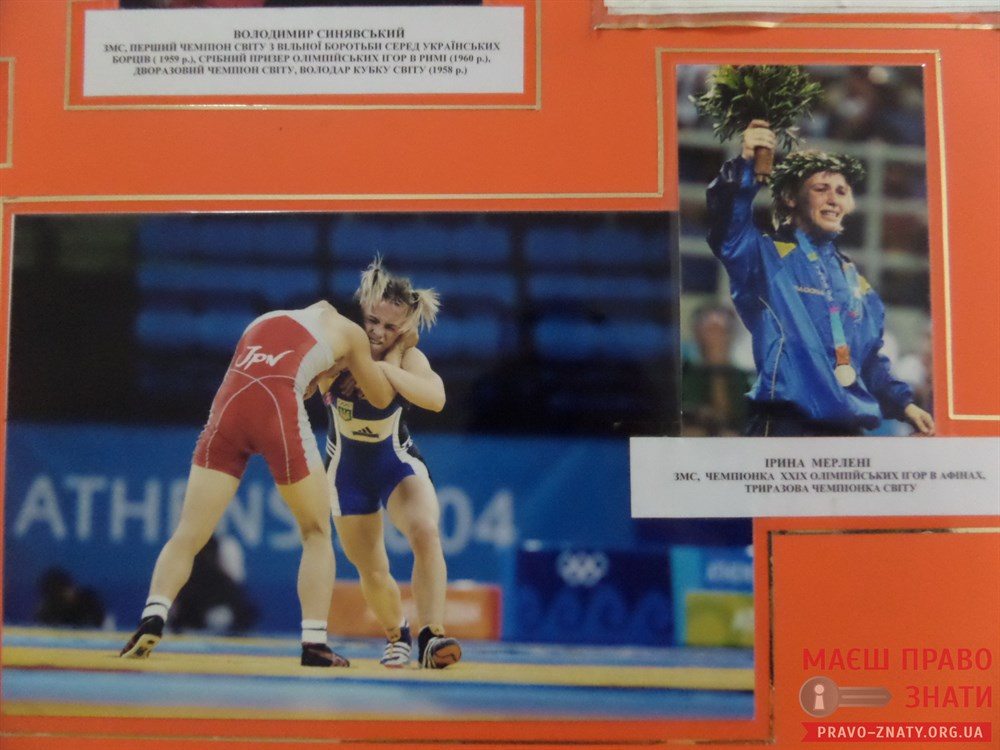 ВОЛОДИМИР СИНЯВСЬКИЙ
ЗМС, ПЕРШИЙ ЧЕМПІОН СВІТУ З ВІЛЬНОЇ БОРОТЬБИ СЕРЕД УКРАЇНСЬКИХ
БОРЦІВ ( 1959 р.), СРІБНИЙ ПРИЗЕР ОЛІМПІЙСЬКИХ ІГОР В РИМІ (1960 р.),
ДВОРАЗОВИЙ ЧЕМПІОН СВІТУ, ВОЛОДАР КУБКУ СВІТУ (1958 р.)
JPN
adidas
ATHENS 2004
ІРИНА МЕРЛЕНІ
ЗМС, ЧЕМПІОНКА XXIX ОЛІМПІЙСЬКИХ ІГОР В АФІНАХ,
ТРИРАЗОВА ЧЕМПІОНКА СВІТУ
МАЄШ ПРАВО
ЗНАТИ
PRAVO-ZNATY.ORG.UA